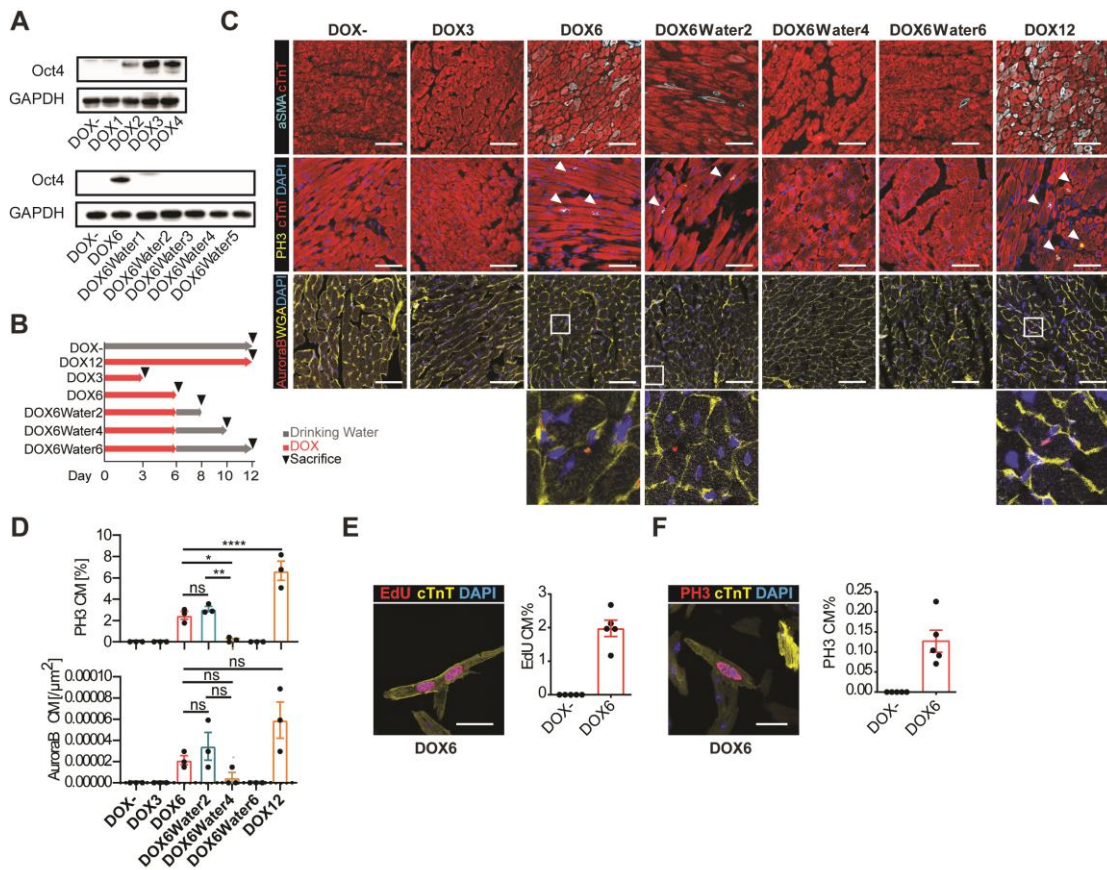 A
Oct4
GAPDH
DOX-
DOX1
DOX2
DOX3
DOX4
Oct4
GAPDH
DOX-
DOX6
DOX6Water1
DOX6Water2
DOX6Water3
DOX6Water4
DOX6Water5
B
DOX-
DOX12
DOX3
DOX6
DOX6Water2
DOX6Water4
DOX6Water6
Day 0 3 6 8 10 12
Drinking Water
DOX
Sacrifice
C
DOX- DOX3 DOX6 DOX6Water2 DOX6Water4 DOX6Water6 DOX12
aSMA cTnT
PH3 cTnT DAPI
AuroraB WGA DAPI
D
PH3 CM [%]
10
8
6
4
2
0
ns
**
*
****
AuroraB CM[/µm²]
0.00010
0.00008
0.00006
0.00004
0.00002
0.00000
ns
ns
ns
ns
DOX-
DOX3
DOX6
DOX6Water2
DOX6Water4
DOX6Water6
DOX12
E
EdU cTnT DAPI
DOX6
EdU CM%
3
2
1
0
DOX-
DOX6
F
PH3 cTnT DAPI
DOX6
PH3 CM%
0.25
0.20
0.15
0.10
0.05
0.00
DOX-
DOX6